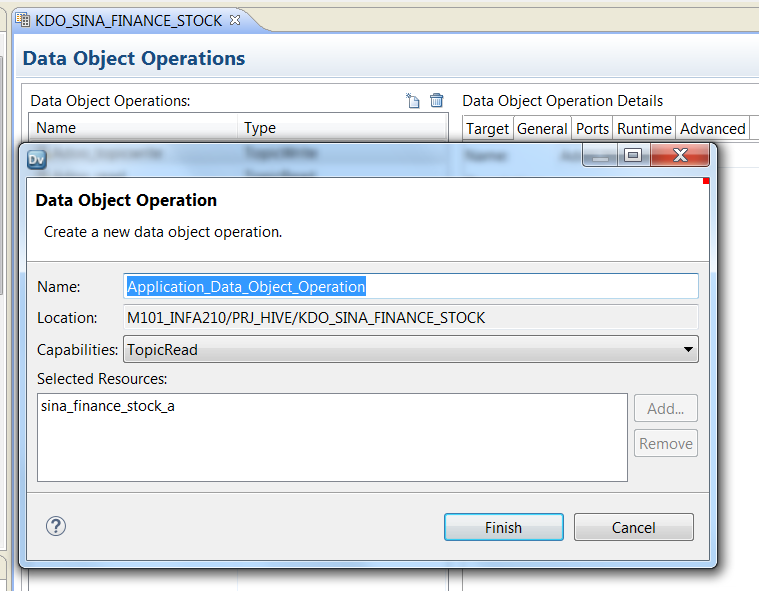 KDO_SINA_FINANCE_STOCK
Data Object Operations
Data Object Operations:
Data Object Operation Details
Name Type
Target General Ports Runtime Advanced
Dv
Data Object Operation
Create a new data object operation.
Name: Application_Data_Object_Operation
Location: M101_INFA210/PRJ_HIVE/KDO_SINA_FINANCE_STOCK
Capabilities: TopicRead
Selected Resources:
sina_finance_stock_a
Add...
Remove
Finish Cancel